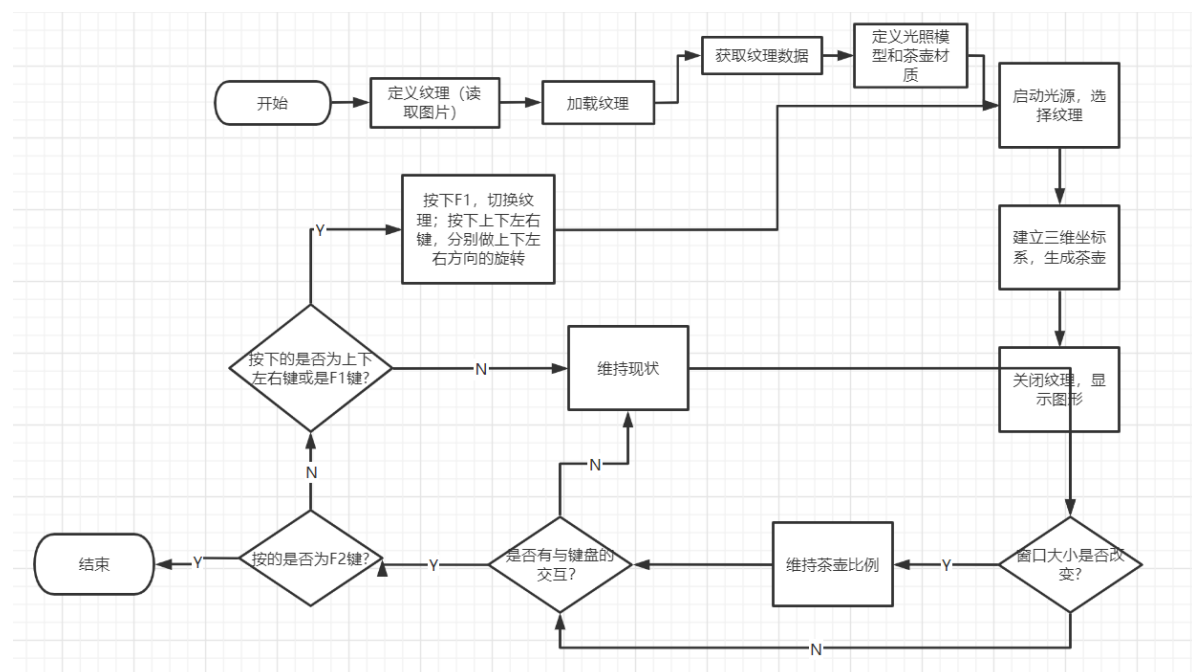 开始
定义纹理（读
取图片）
加载纹理
获取纹理数据
定义光照模
型和茶壶材
质
启动光源，选
择纹理
建立三维坐标
系，生成茶壶
关闭纹理，显
示图形
窗口大小是否改
变？
Y
N
维持茶壶比例
是否有与键盘的
交互？
N
Y
维持现状
按的是否为F2键？
Y
N
结束
按下的是否为上下
左右键或是F1键？
N
Y
按下F1，切换纹
理；按下上下左右
键，分别做上下左
右方向的旋转